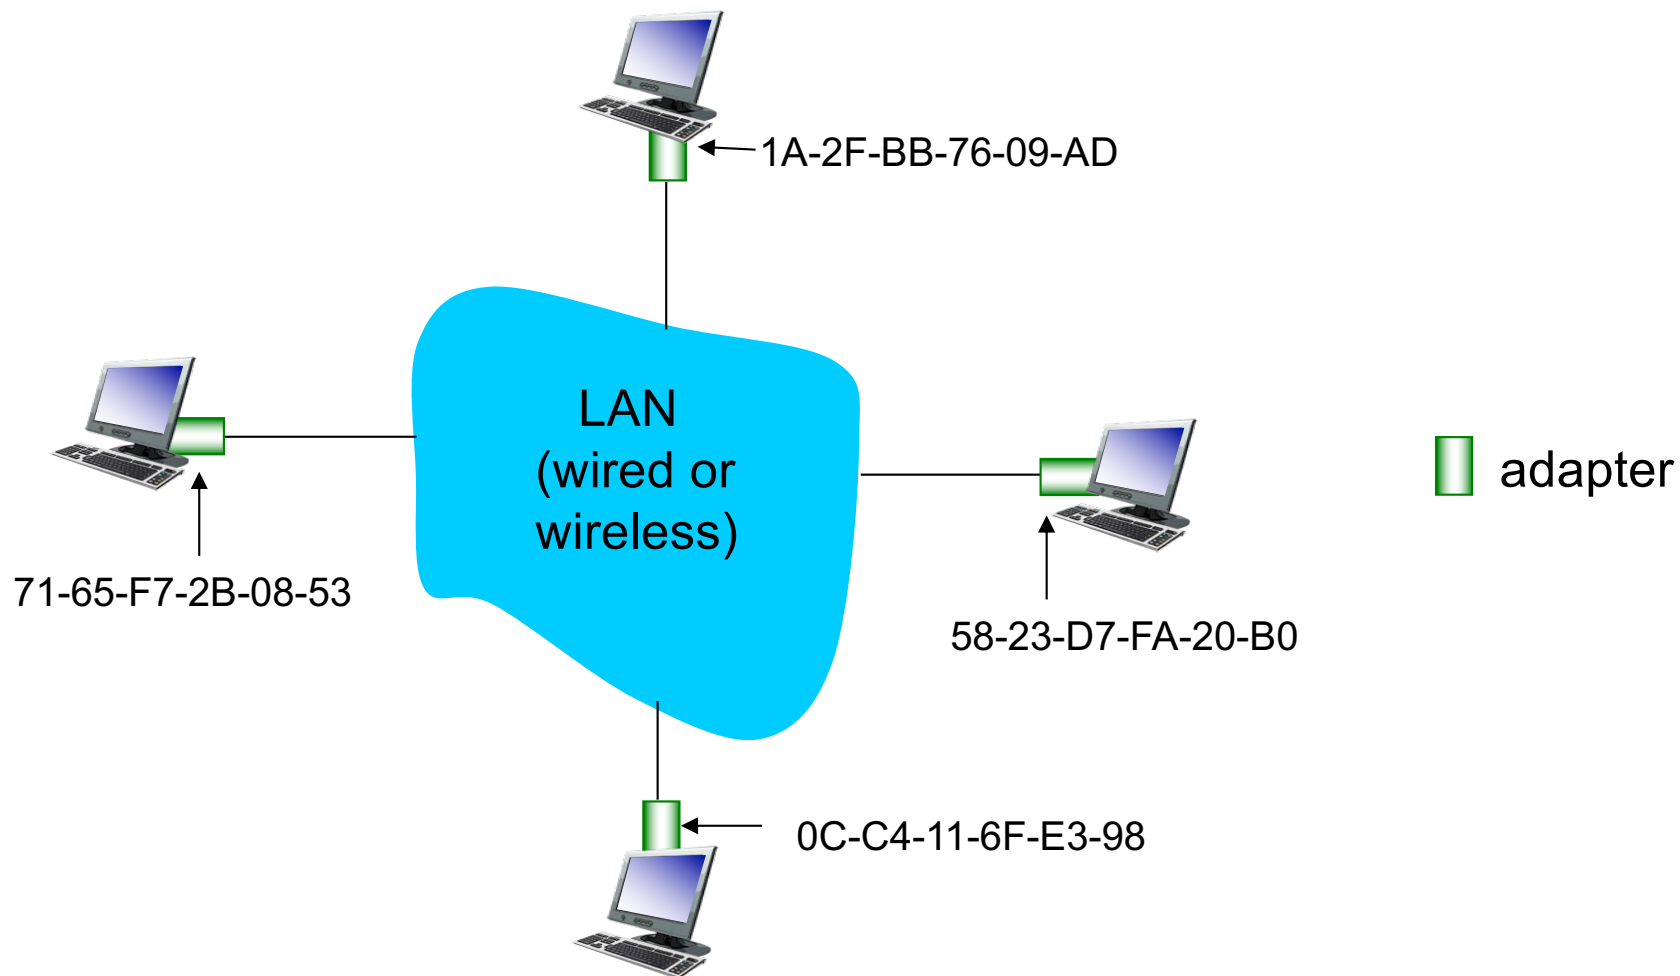 1A-2F-BB-76-09-AD
LAN
(wired or
wireless)
adapter
71-65-F7-2B-08-53
58-23-D7-FA-20-B0
0C-C4-11-6F-E3-98